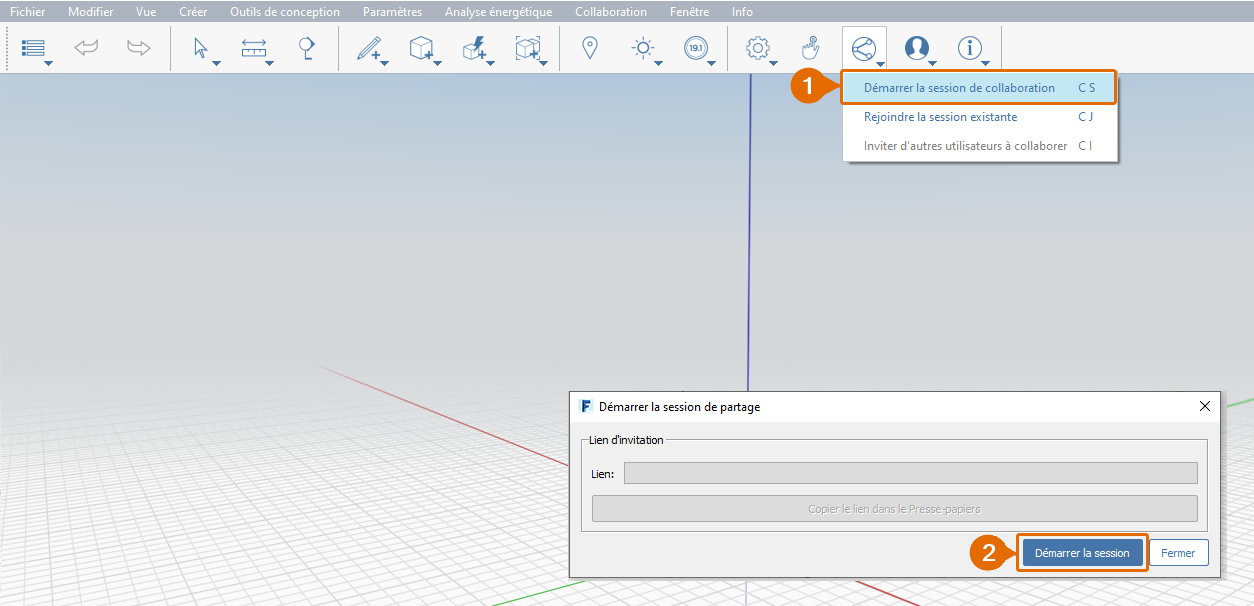 Fichier Modifier Vue Créer Outils de conception Paramètres Analyse énergétique Collaboration Fenêtre Info
19.1
1
Démarrer la session de collaboration C S
Rejoindre la session existante C J
Inviter d'autres utilisateurs à collaborer C I
F Démarrer la session de partage
Lien d'invitation
Lien:
Copier le lien dans le Presse-papiers
2
Démarrer la session Fermer